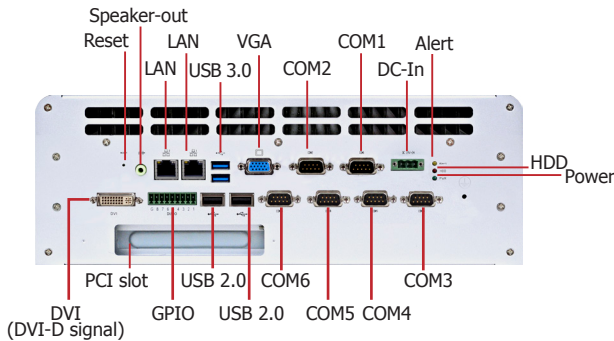 Speaker-out
Reset
LAN
VGA
COM1
Alert
LAN
USB 3.0
COM2
DC-In
HDD
Power
DVI
PCI slot
USB 2.0
COM6
COM3
DVI
(DVI-D signal)
GPIO
USB 2.0
COM5
COM4